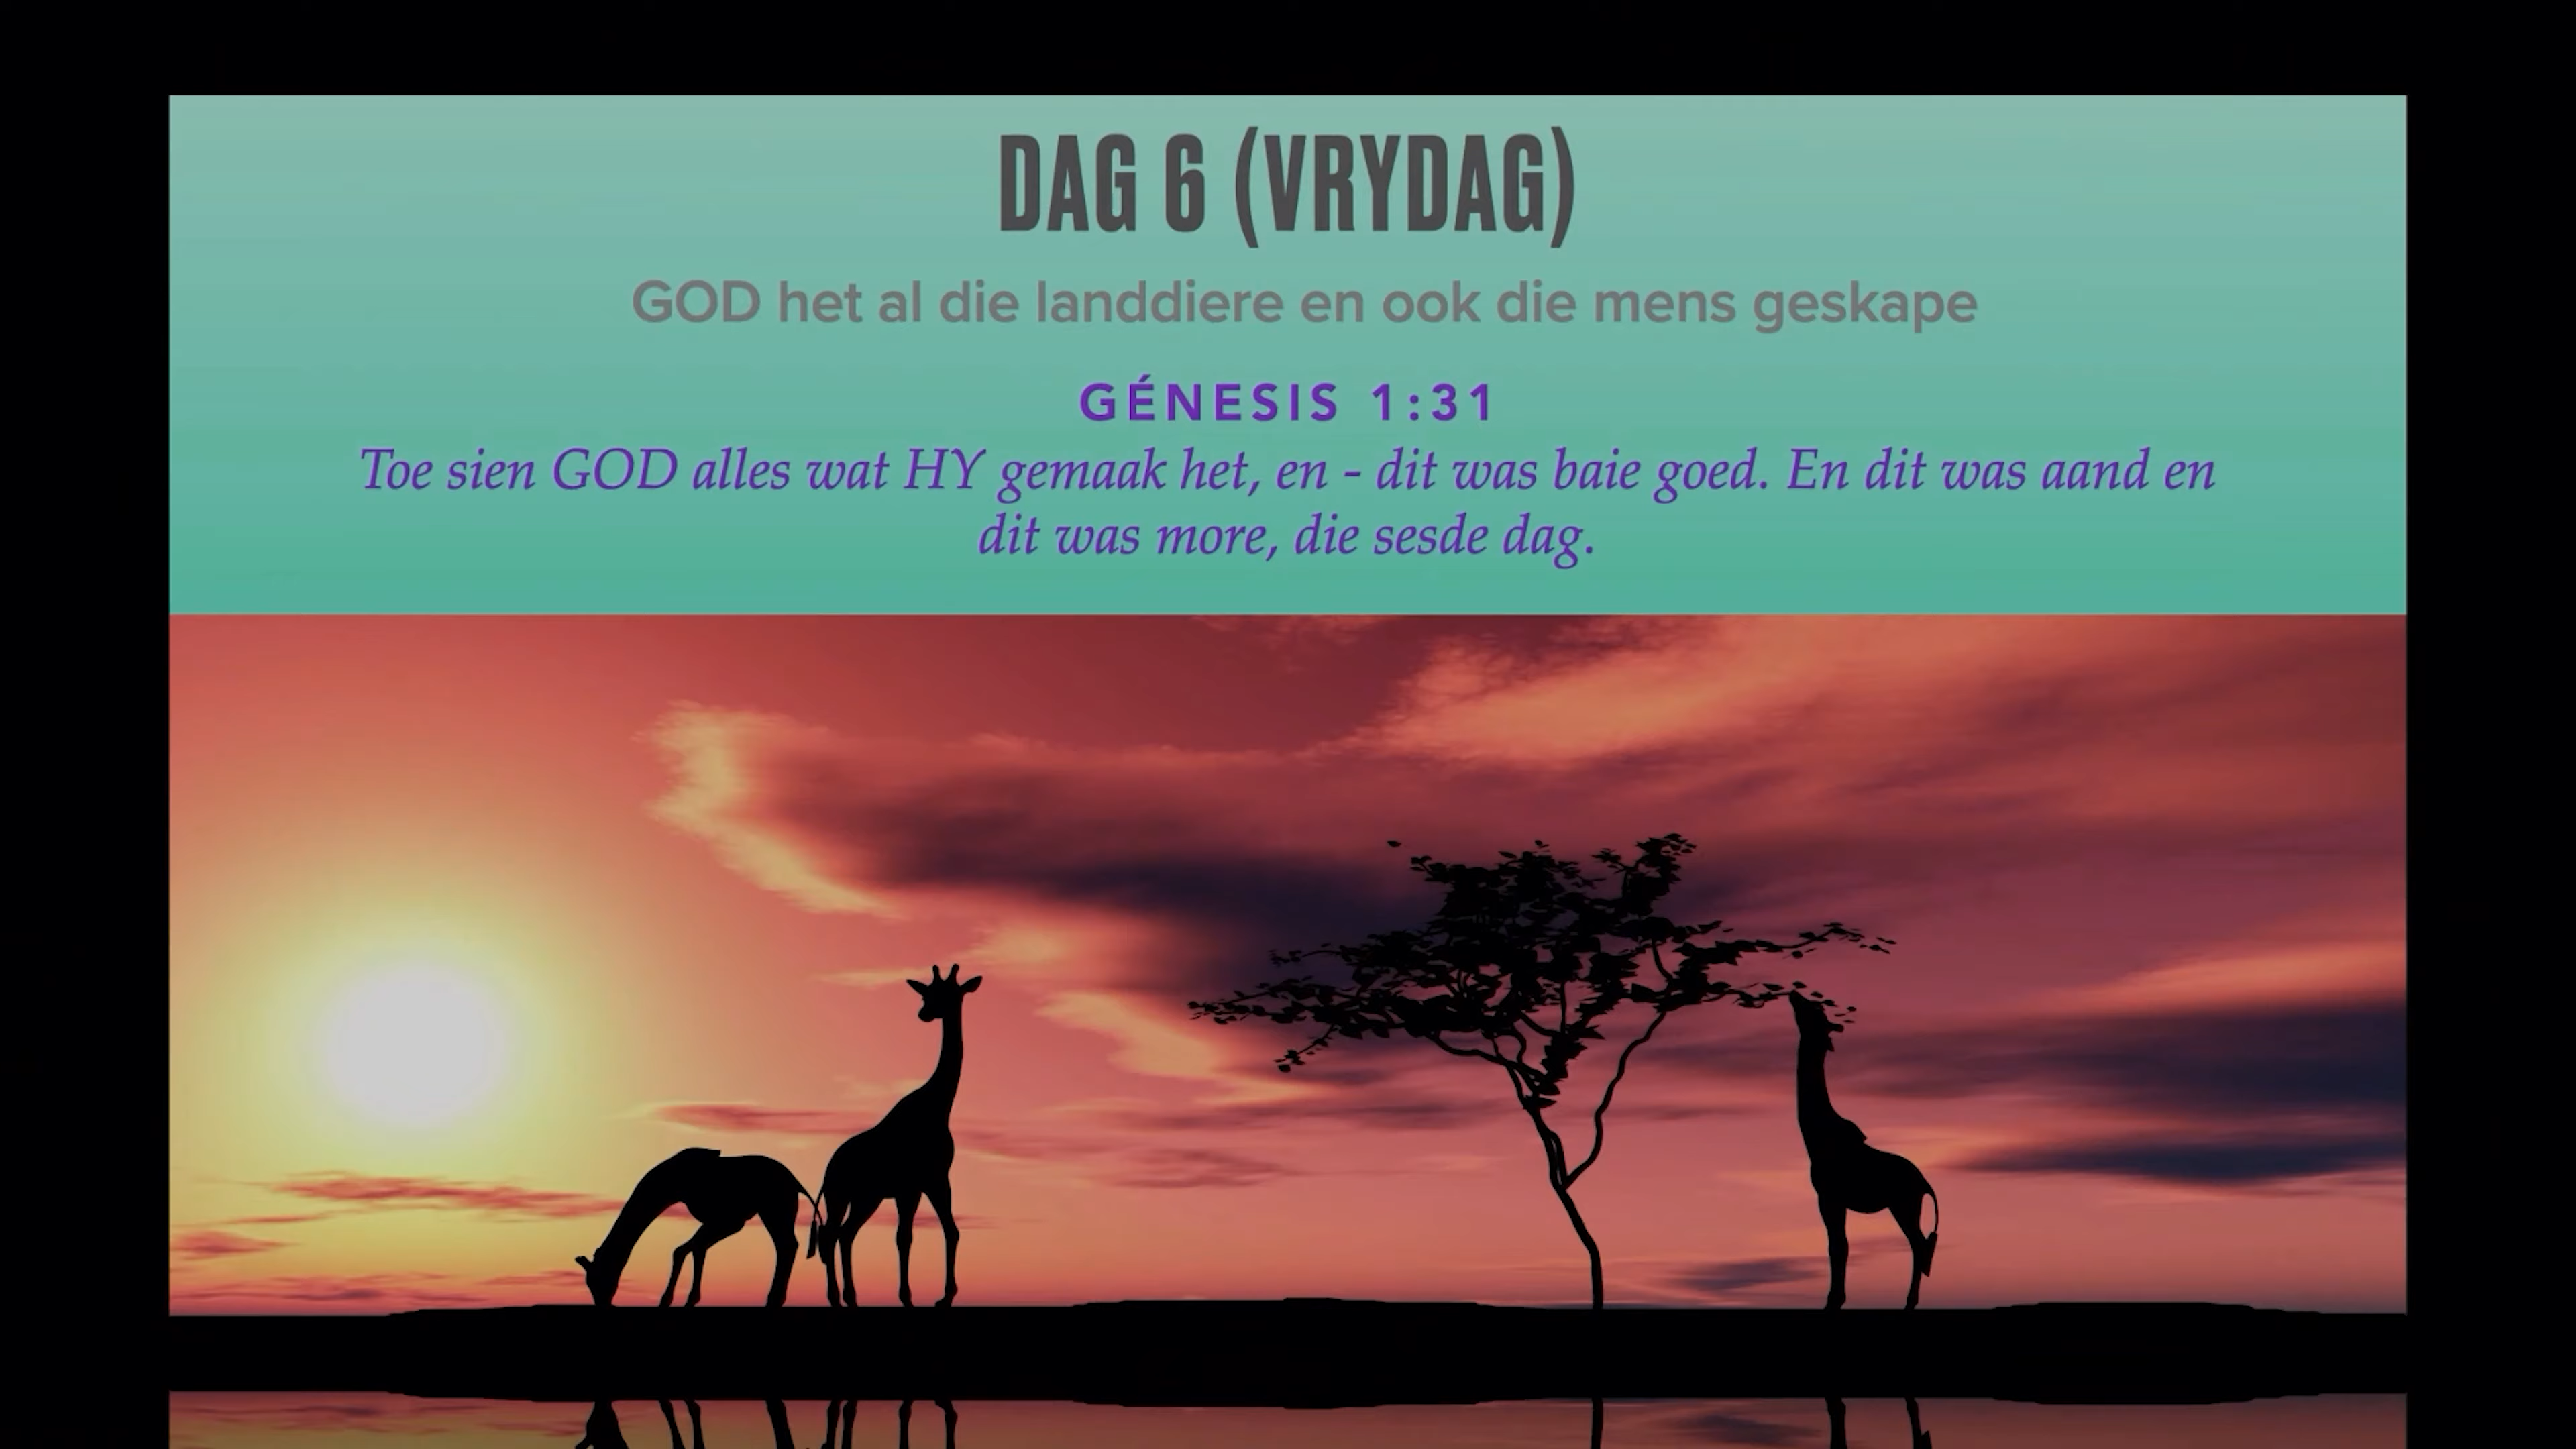 DAG 6 (VRYDAG)
GOD het al die landdiere en ook die mens geskape
GÉNESIS 1:31
Toe sien GOD alles wat HY gemaak het, en - dit was baie goed. En dit was aand en
dit was more, die sesde dag.